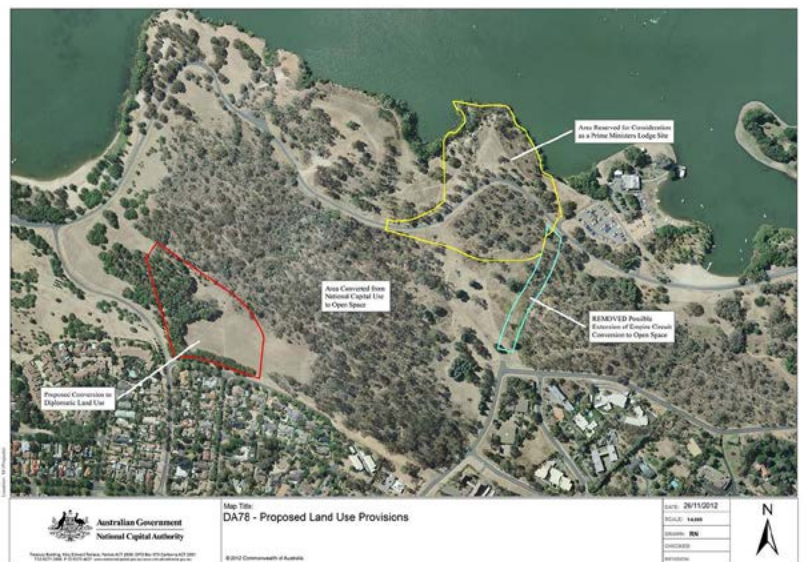 Area Reserved for Consideration
as a Prime Ministers Lodge Site
Area Converted from
National Capital Use
to Open Space
REMOVED Possible
Extension of Empire Circuit
Conversion to Open Space
Proposed Conversion to
Diplomatic Land Use
Australian Government
National Capital Authority
Map Title:
DA78 - Proposed Land Use Provisions
©2012 Commonwealth of Australia
DATE: 26/11/2012
SCALE:
DRAWN:
CHECKED:
REVISION:
N